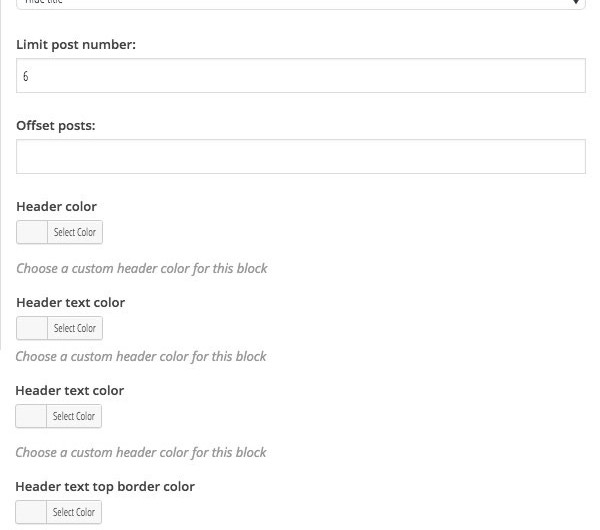 Limit post number:
6
Offset posts:
Header color
Select Color
Choose a custom header color for this block
Header text color
Select Color
Choose a custom header color for this block
Header text color
Select Color
Choose a custom header color for this block
Header text top border color
Select Color